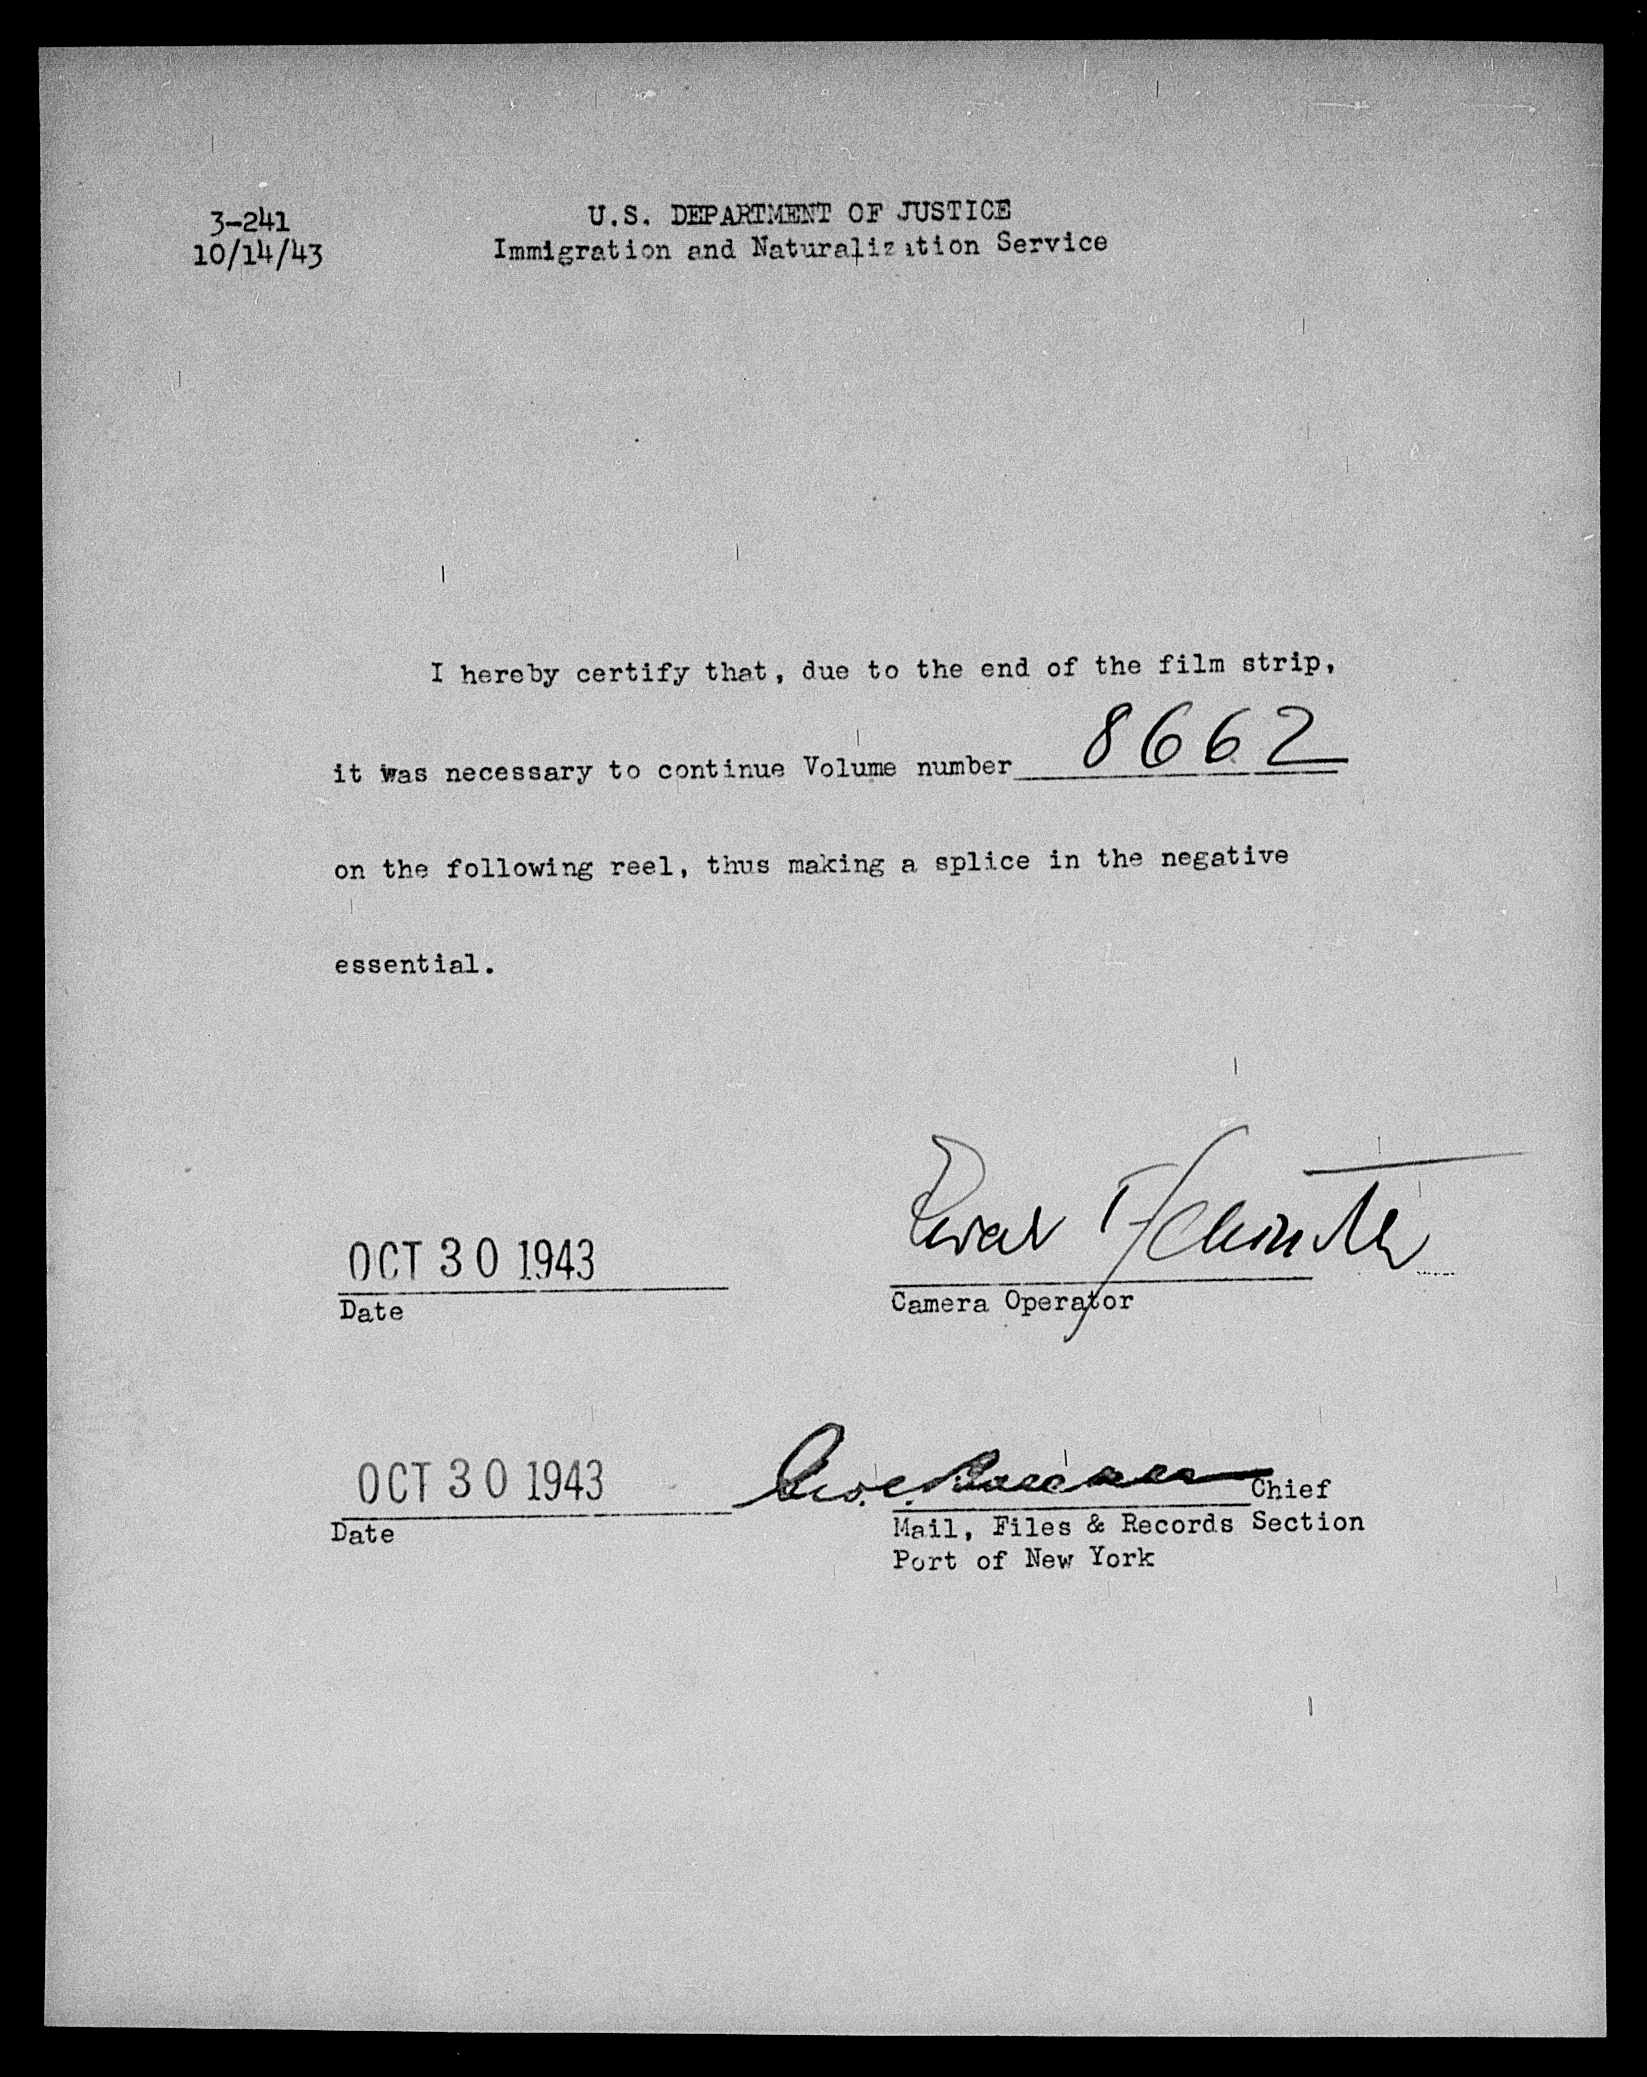 3-241
10/14/43
U.S. DEPARTMENT OF JUSTICE
Immigration and Naturalization Service
I hereby certify that, due to the end of the film strip,
it was necessary to continue Volume number 8662
on the following reel, thus making a splice in the negative
essential.
OCT 30 1943
Date
Camera Operator
OCT 30 1943
Date
Chief
Mail, Files & Records Section
Port of New York